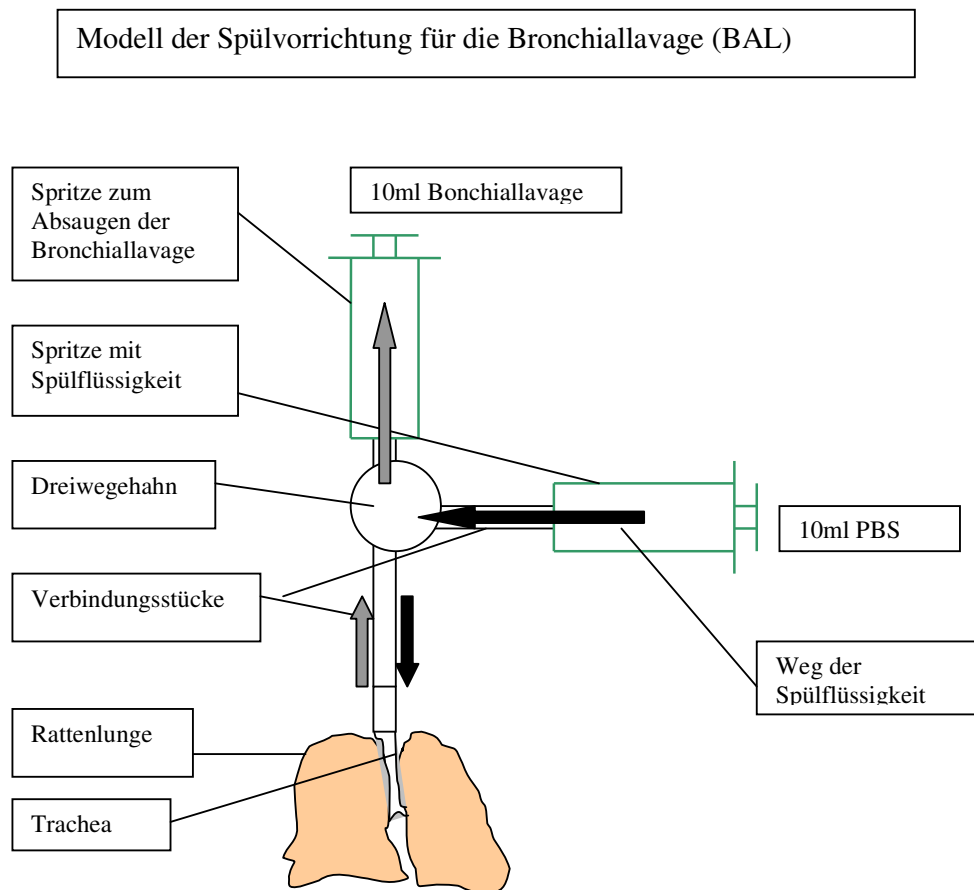 Modell der Spülvorrichtung für die Bronchiallavage (BAL)
Spritze zum
Absaugen der
Bronchiallavage
10ml Bonchiallavage
Spritze mit
Spülflüssigkeit
Dreiwegehahn
10ml PBS
Verbindungsstücke
Weg der
Spülflüssigkeit
Rattenlunge
Trachea